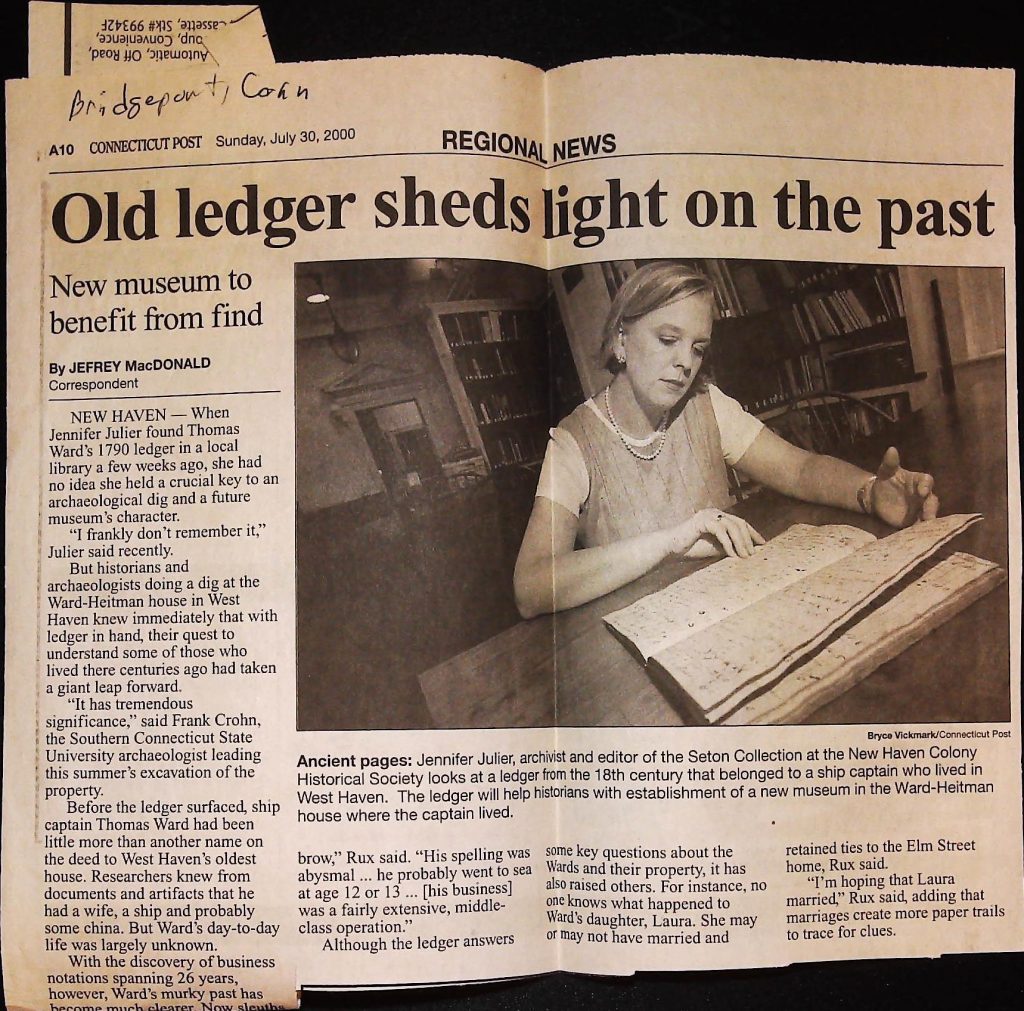 Automatic, Off Road,
oup, Convenience,
cassette, Stk# 99342F
Bridgeport, Conn
A10 CONNECTICUT POST Sunday, July 30, 2000 REGIONAL NEWS
Old ledger sheds light on the past
New museum to
benefit from find
By JEFREY MacDONALD
Correspondent
NEW HAVEN — When
Jennifer Julier found Thomas
Ward's 1790 ledger in a local
library a few weeks ago, she had
no idea she held a crucial key to an
archaeological dig and a future
museum's character.
“I frankly don't remember it,”
Julier said recently.
But historians and
archaeologists doing a dig at the
Ward-Heitman house in West
Haven knew immediately that with
ledger in hand, their quest to
understand some of those who
lived there centuries ago had taken
a giant leap forward.
“It has tremendous
significance,” said Frank Crohn,
the Southern Connecticut State
University archaeologist leading
this summer's excavation of the
property.
Before the ledger surfaced, ship
captain Thomas Ward had been
little more than another name on
the deed to West Haven's oldest
house. Researchers knew from
documents and artifacts that he
had a wife, a ship and probably
some china. But Ward's day-to-day
life was largely unknown.
With the discovery of business
notations spanning 26 years,
however, Ward's murky past has
become much clearer. Now sleuths
Bryce Vickmark/Connecticut Post
Ancient pages: Jennifer Julier, archivist and editor of the Seton Collection at the New Haven Colony
Historical Society looks at a ledger from the 18th century that belonged to a ship captain who lived in
West Haven. The ledger will help historians with establishment of a new museum in the Ward-Heitman
house where the captain lived.
brow,” Rux said. “His spelling was
abysmal ... he probably went to sea
at age 12 or 13 ... [his business]
was a fairly extensive, middle-
class operation.”
Although the ledger answers
some key questions about the
Wards and their property, it has
also raised others. For instance, no
one knows what happened to
Ward's daughter, Laura. She may
or may not have married and
retained ties to the Elm Street
home, Rux said.
“I'm hoping that Laura
married,” Rux said, adding that
marriages create more paper trails
to trace for clues.